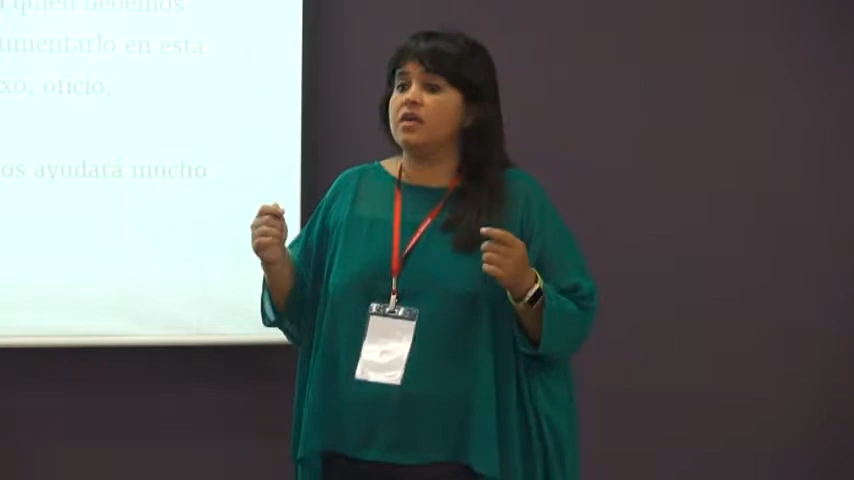 a quien debemos
umentarlo en esta
xo, oficio.
os ayudará mucho